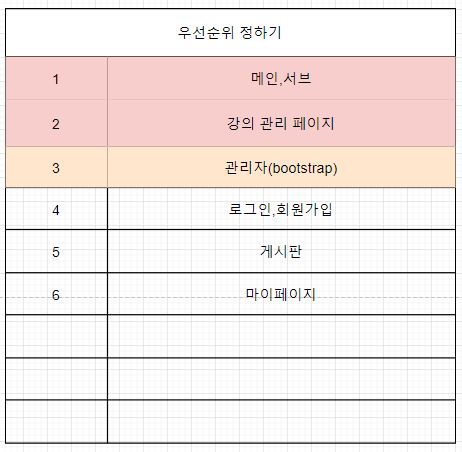 우선순위 정하기
1 메인,서브
2 강의 관리 페이지
3 관리자(bootstrap)
4 로그인,회원가입
5 게시판
6 마이페이지